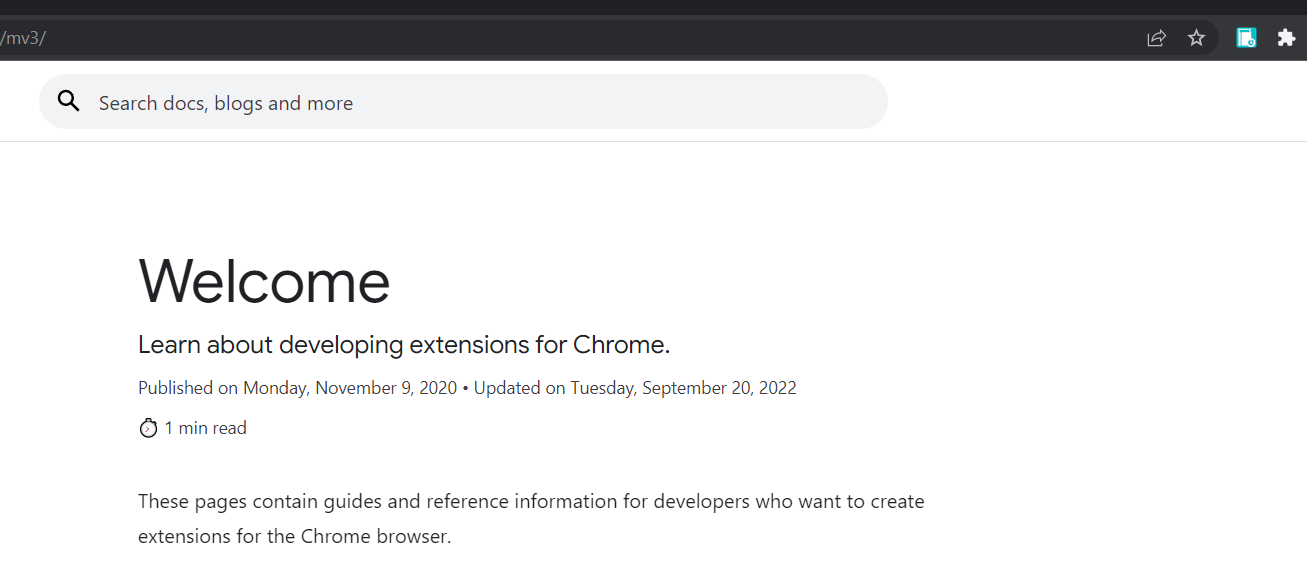 /mv3/
Search docs, blogs and more
Welcome
Learn about developing extensions for Chrome.
Published on Monday, November 9, 2020 • Updated on Tuesday, September 20, 2022
1 min read
These pages contain guides and reference information for developers who want to create
extensions for the Chrome browser.